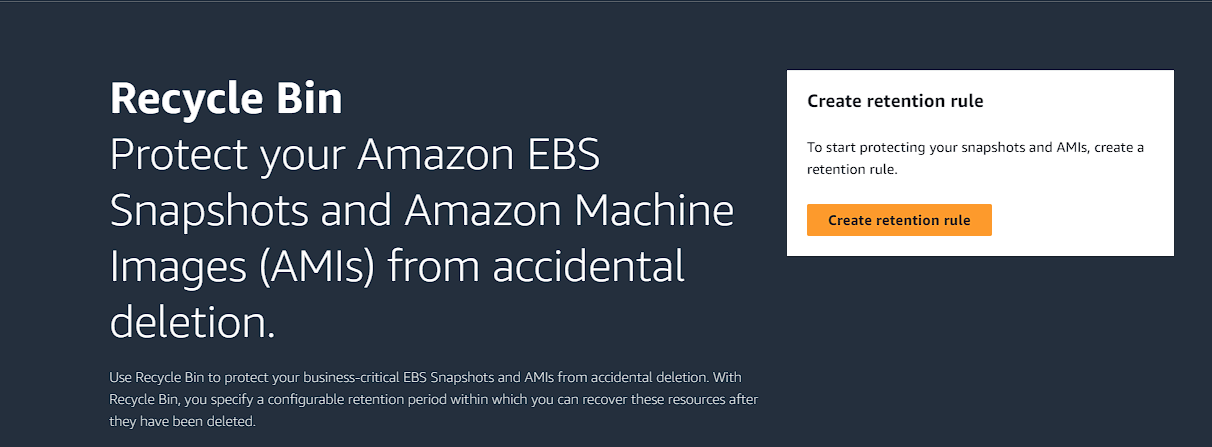 Recycle Bin
Protect your Amazon EBS
Snapshots and Amazon Machine
Images (AMIs) from accidental
deletion.
Use Recycle Bin to protect your business-critical EBS Snapshots and AMIs from accidental deletion. With
Recycle Bin, you specify a configurable retention period within which you can recover these resources after
they have been deleted.
Create retention rule
To start protecting your snapshots and AMIs, create a
retention rule.
Create retention rule